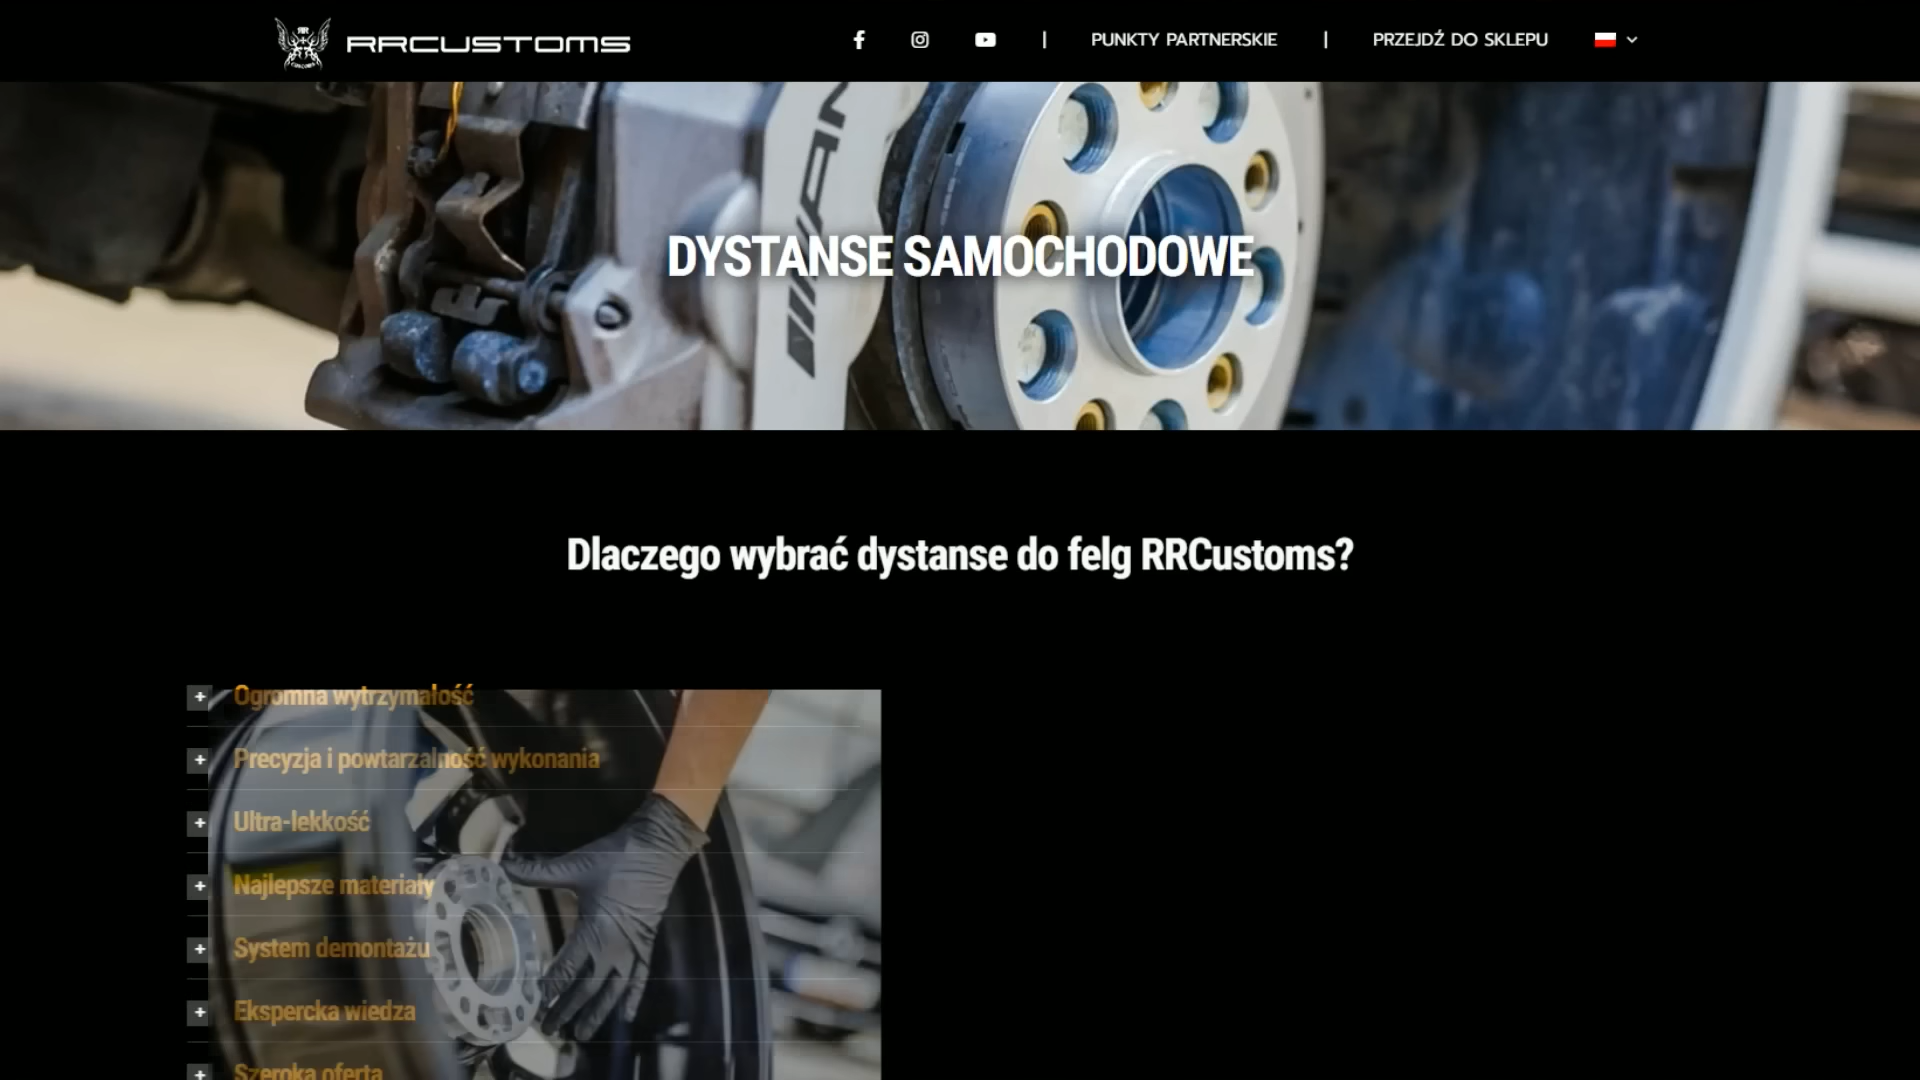 RRCUSTOMS
PUNKTY PARTNERSKIE
PRZEJDŹ DO SKLEPU
DYSTANSE SAMOCHODOWE
Dlaczego wybrać dystanse do felg RRCustoms?
Ogromna wytrzymałość
Precyzja i powtarzalność wykonania
Ultra-lekkość
Najlepsze materiały
System demontażu
Ekspercka wiedza
Szeroka oferta